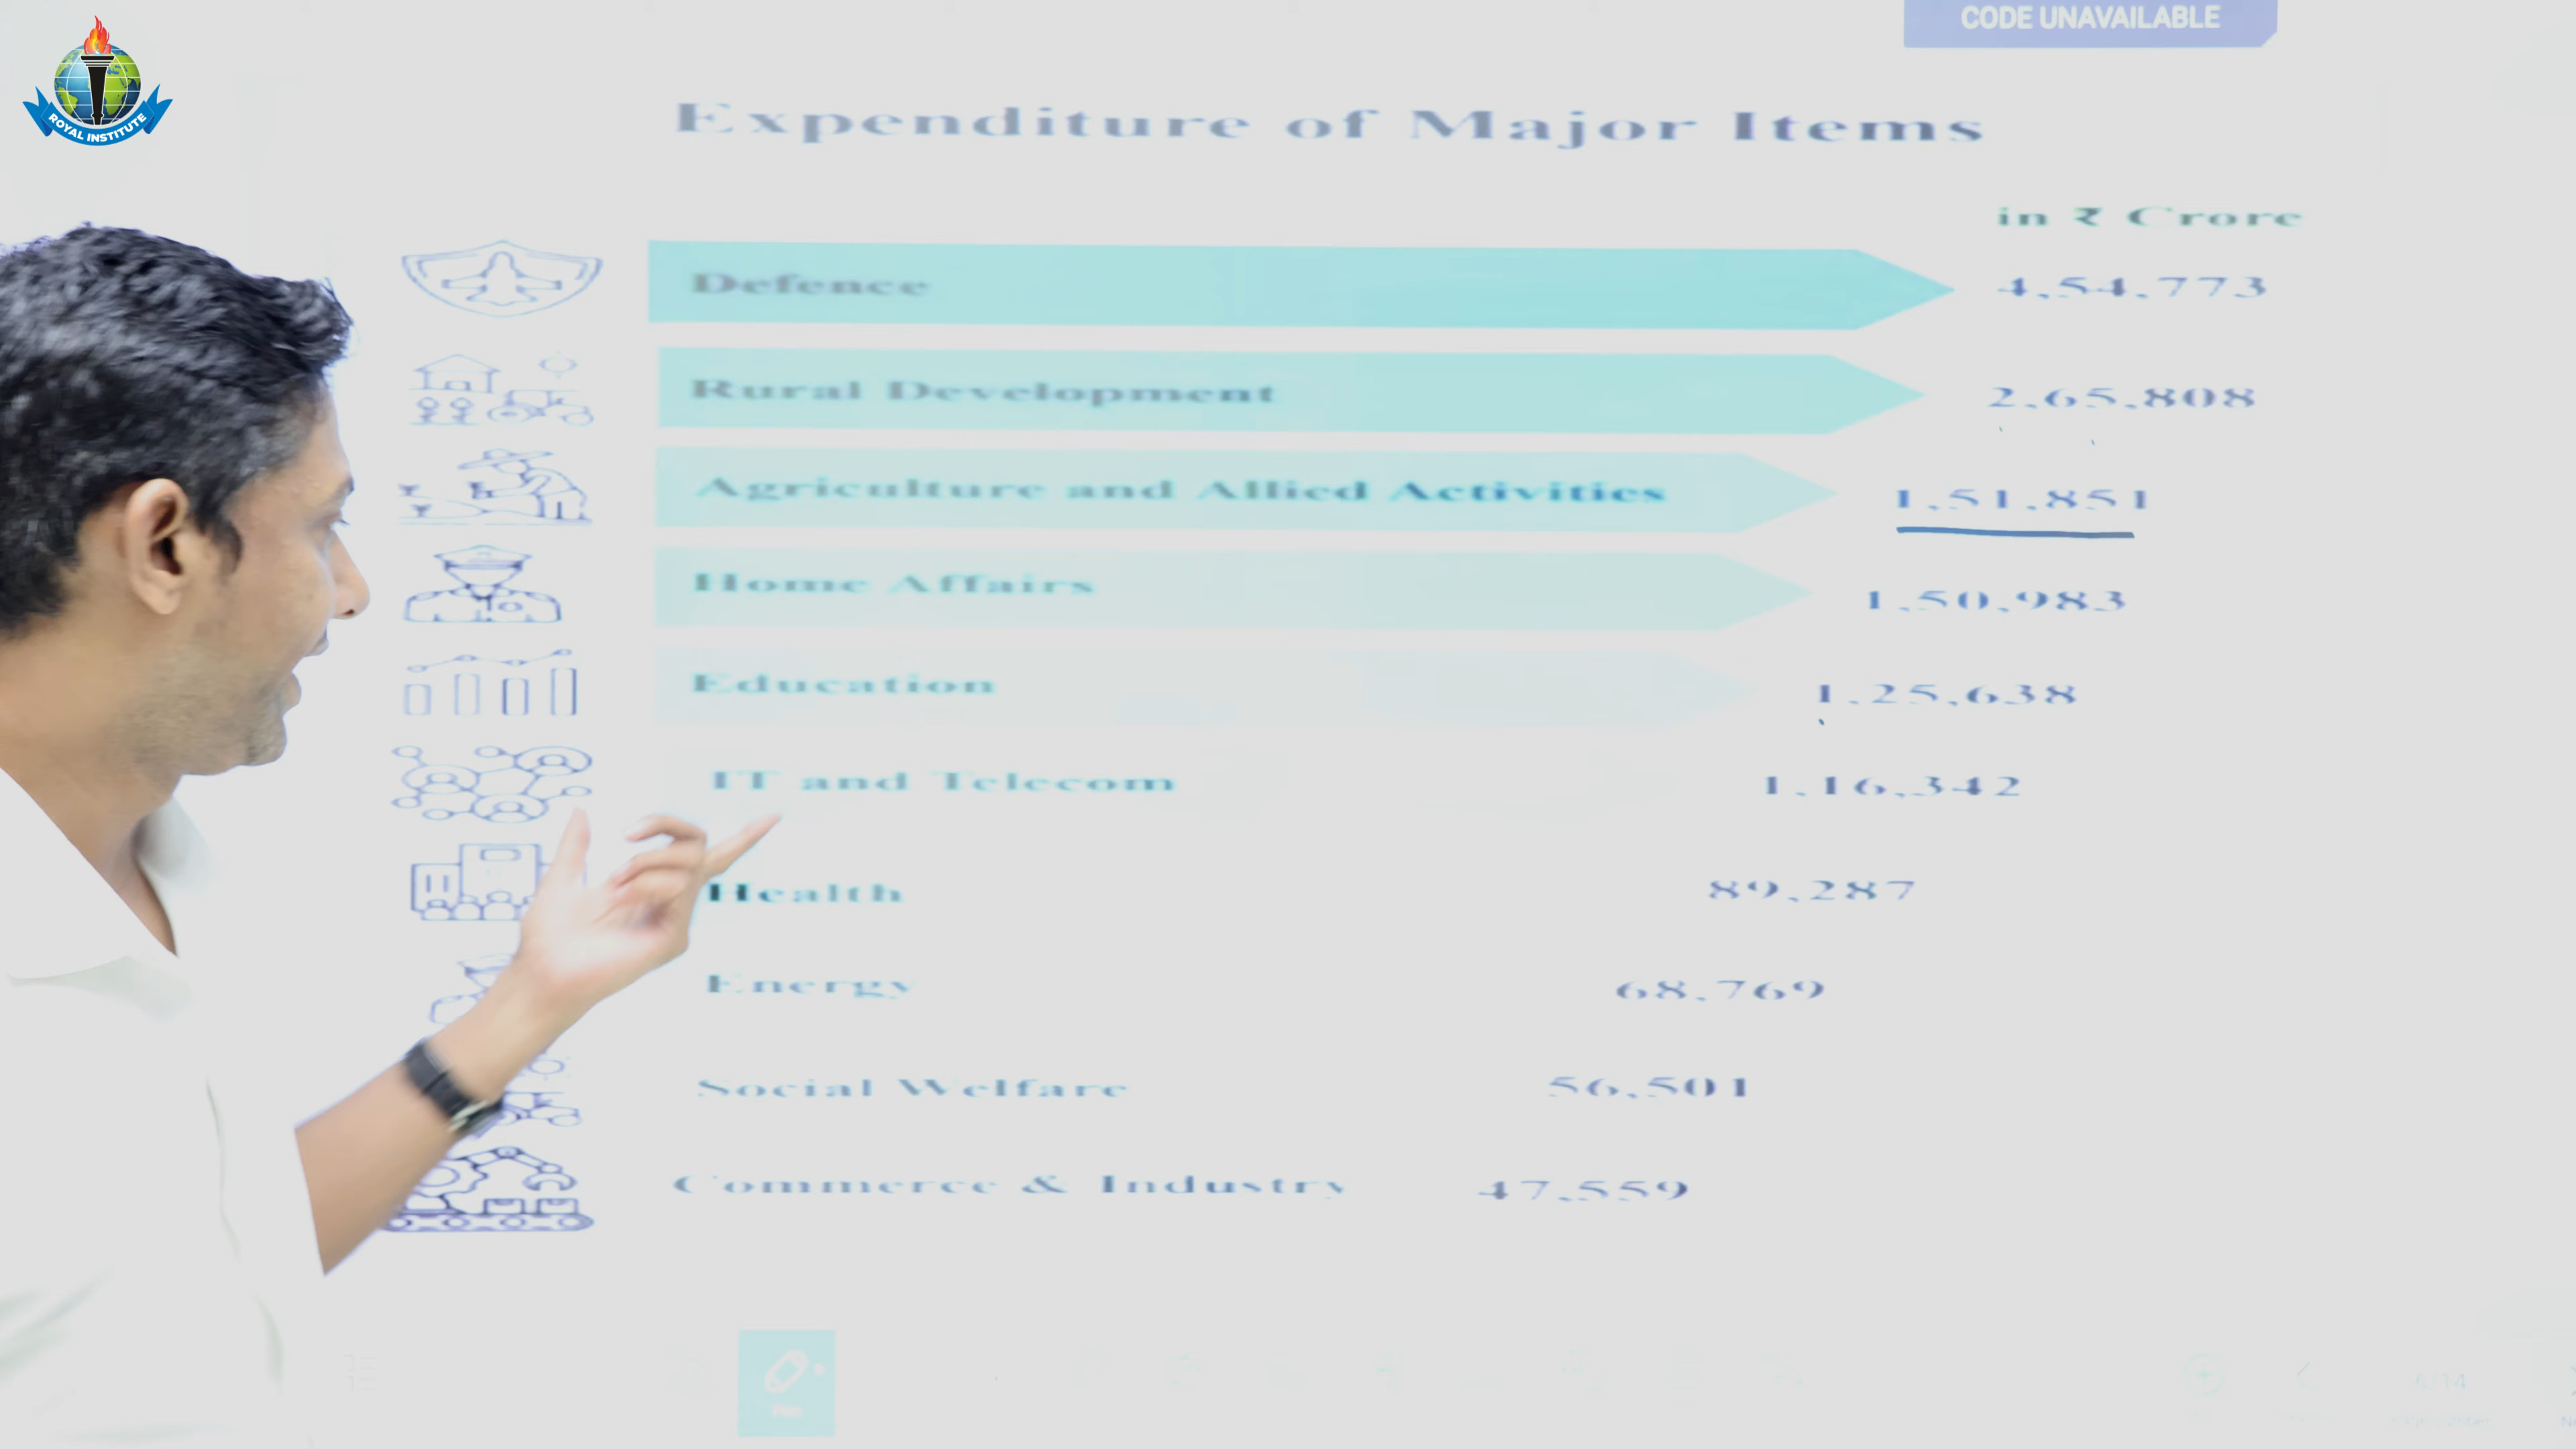 ROYAL INSTITUTE
CODE UNAVAILABLE
Expenditure of Major Items
in ₹ Crore
Defence 4,54,773
Rural Development 2,65,808
Agriculture and Allied Activities 1,51,851
Home Affairs 1,50,983
Education 1,25,638
IT and Telecom 1,16,342
Health 89,287
Energy 68,769
Social Welfare 56,501
Commerce & Industry 47,559
Pen